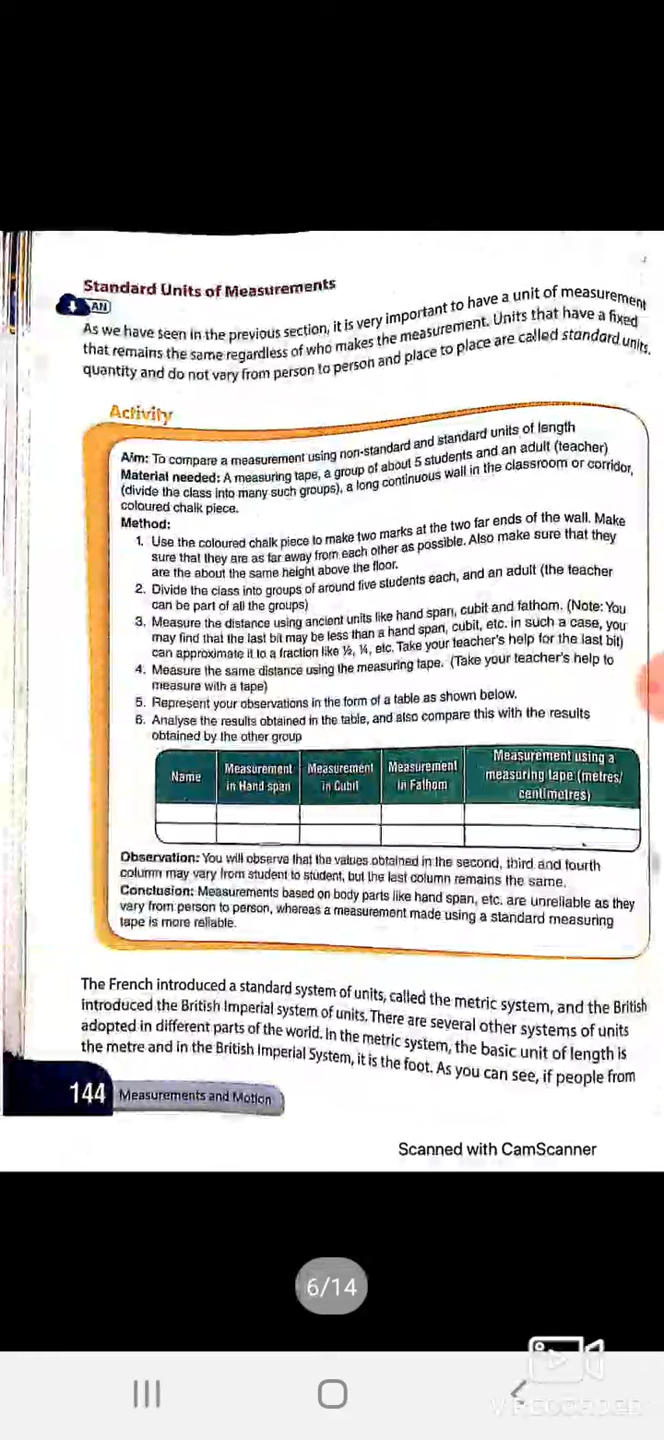 Standard Units of Measurements
AN
As we have seen in the previous section, it is very important to have a unit of measurement
that remains the same regardless of who makes the measurement. Units that have a fixed
quantity and do not vary from person to person and place to place are called standard units.
Activity
Aim: To compare a measurement using non-standard and standard units of length
Material needed: A measuring tape, a group of about 5 students and an adult (teacher)
(divide the class into many such groups), a long continuous wall in the classroom or corridor,
coloured chalk piece.
Method:
1. Use the coloured chalk piece to make two marks at the two far ends of the wall. Make
sure that they are as far away from each other as possible. Also make sure that they
are the about the same height above the floor.
2. Divide the class into groups of around five students each, and an adult (the teacher
can be part of all the groups)
3. Measure the distance using ancient units like hand span, cubit and fathom. (Note: You
may find that the last bit may be less than a hand span, cubit, etc. in such a case, you
can approximate it to a fraction like ½, ¼, etc. Take your teacher's help for the last bit)
4. Measure the same distance using the measuring tape. (Take your teacher's help to
measure with a tape)
5. Represent your observations in the form of a table as shown below.
6. Analyse the results obtained in the table, and also compare this with the results
obtained by the other group
Name
Measurement
in Hand span
Measurement
in Cubit
Measurement
in Fathom
Measurement using a
measuring tape (metres/
centimetres)
Observation: You will observe that the values obtained in the second, third and fourth
column may vary from student to student, but the last column remains the same.
Conclusion: Measurements based on body parts like hand span, etc. are unreliable as they
vary from person to person, whereas a measurement made using a standard measuring
tape is more reliable.
The French introduced a standard system of units, called the metric system, and the British
introduced the British Imperial system of units. There are several other systems of units
adopted in different parts of the world. In the metric system, the basic unit of length is
the metre and in the British Imperial System, it is the foot. As you can see, if people from
144 Measurements and Motion
Scanned with CamScanner
6/14
V RECORDER